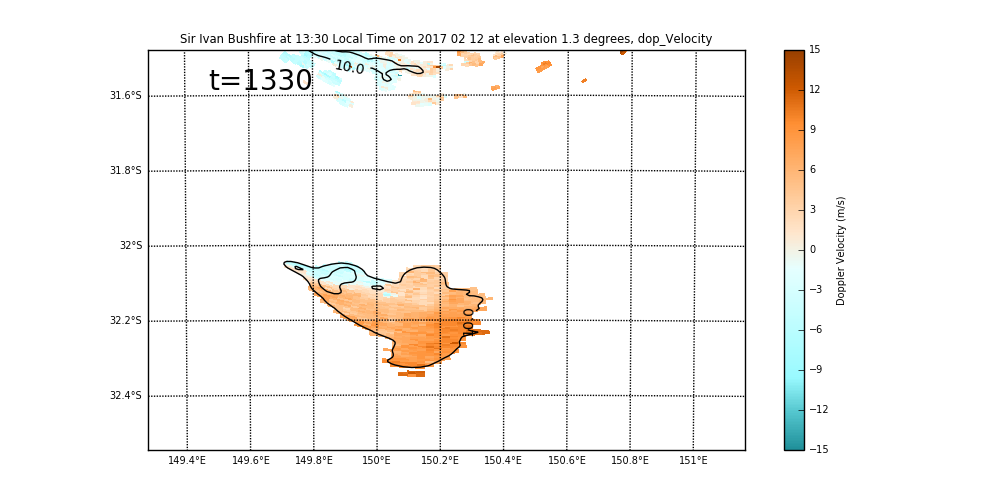 Sir Ivan Bushfire at 13:30 Local Time on 2017 02 12 at elevation 1.3 degrees, dop_Velocity
t=1330
10.0
31.6°S
31.8°S
32°S
32.2°S
32.4°S
149.4°E 149.6°E 149.8°E 150°E 150.2°E 150.4°E 150.6°E 150.8°E 151°E
15
12
9
6
3
0
−3
−6
−9
−12
−15
Doppler Velocity (m/s)